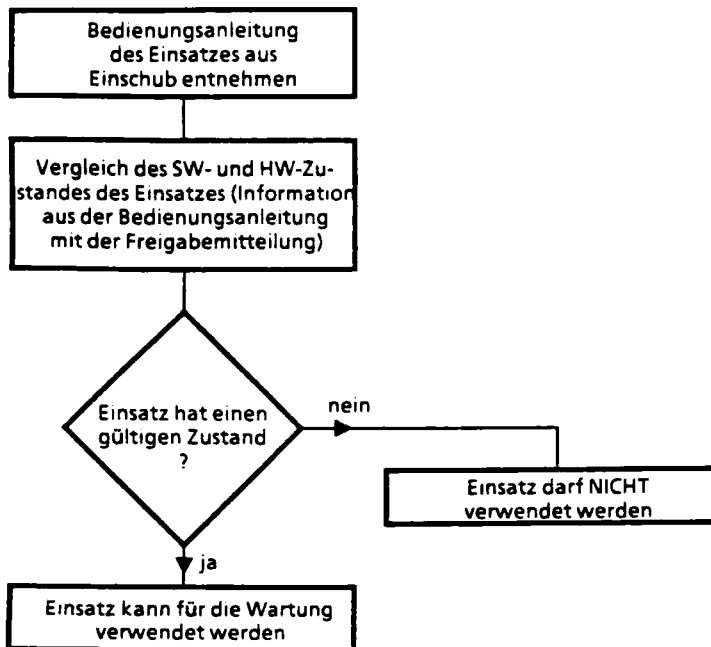 Bedienungsanleitung
des Einsatzes aus
Einschub entnehmen
Vergleich des SW- und HW-Zu-
standes des Einsatzes (Information
aus der Bedienungsanleitung
mit der Freigabemitteilung)
Einsatz hat einen
gültigen Zustand
?
nein
Einsatz darf NICHT
verwendet werden
ja
Einsatz kann für die Wartung
verwendet werden